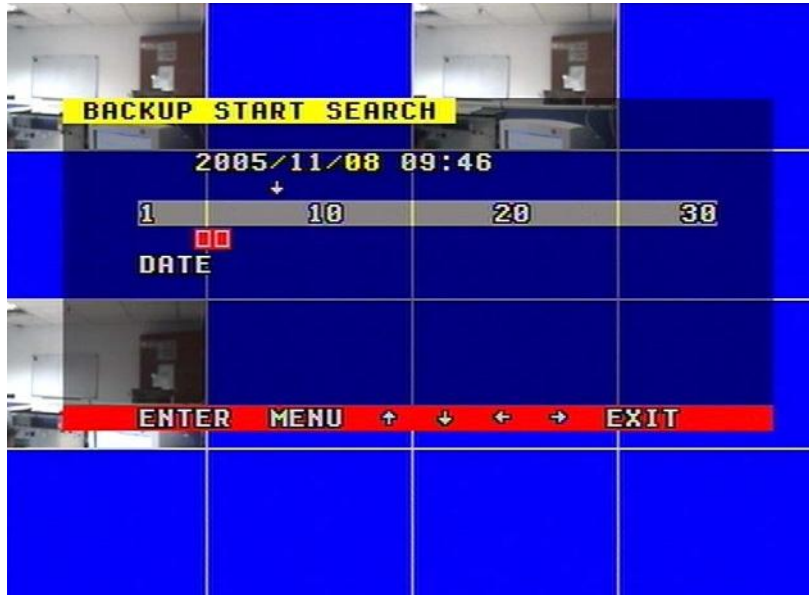 BACKUP START SEARCH
2005/11/08 09:46
↓
1 10 20 30
DATE
ENTER MENU ↑ ↓ ← → EXIT